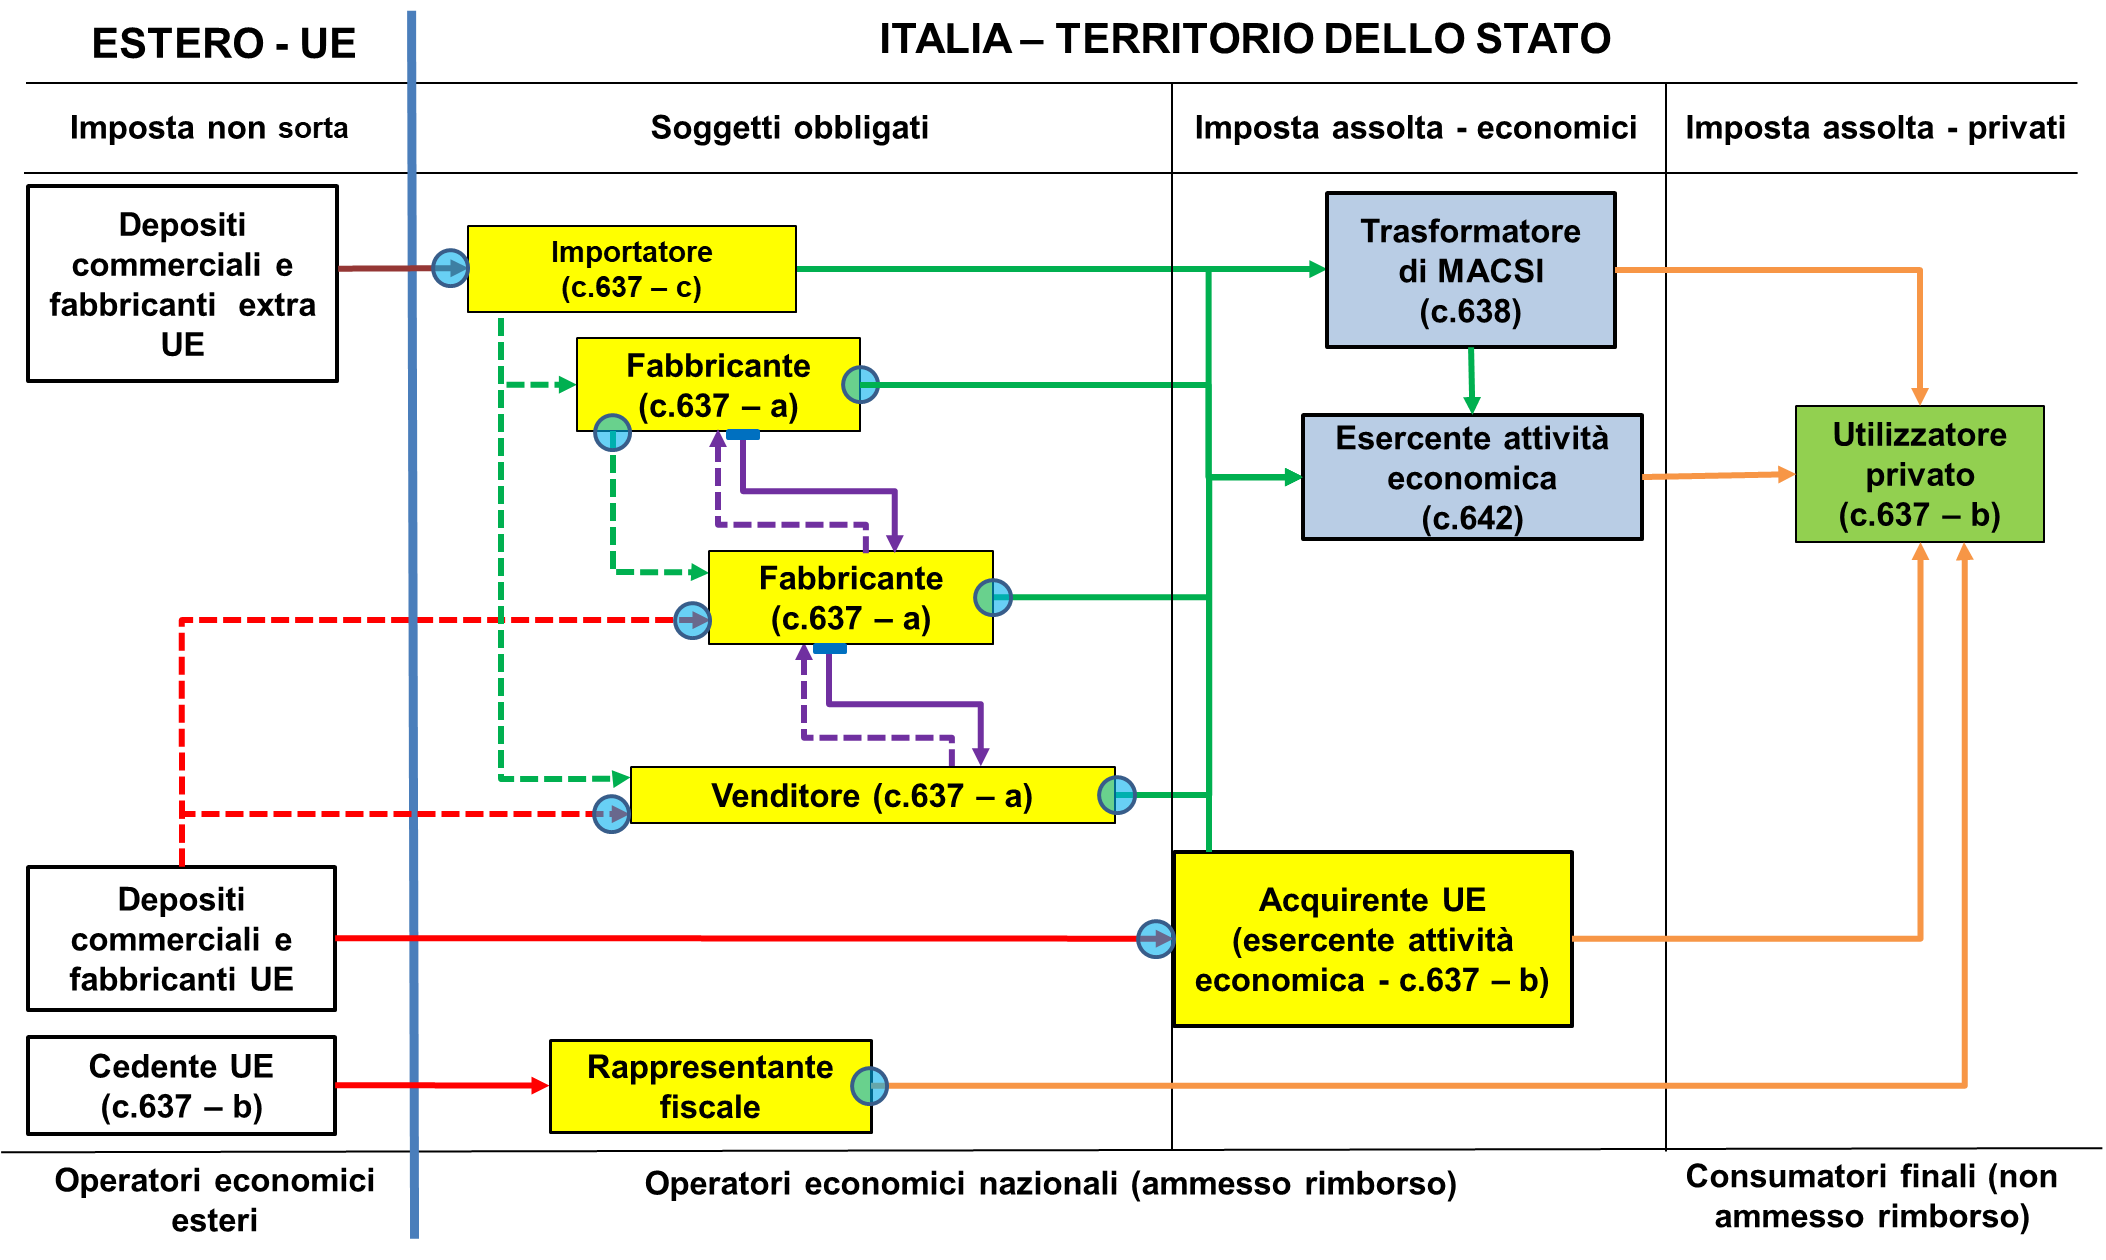 ESTERO - UE
ITALIA – TERRITORIO DELLO STATO
Imposta non sorta
Soggetti obbligati
Imposta assolta - economici
Imposta assolta - privati
Depositi
commerciali e
fabbricanti extra
UE
Importatore
(c.637 – c)
Trasformatore
di MACSI
(c.638)
Fabbricante
(c.637 – a)
Esercente attività
economica
(c.642)
Utilizzatore
privato
(c.637 – b)
Fabbricante
(c.637 – a)
Venditore (c.637 – a)
Depositi
commerciali e
fabbricanti UE
Acquirente UE
(esercente attività
economica - c.637 – b)
Cedente UE
(c.637 – b)
Rappresentante
fiscale
Operatori economici
esteri
Operatori economici nazionali (ammesso rimborso)
Consumatori finali (non
ammesso rimborso)